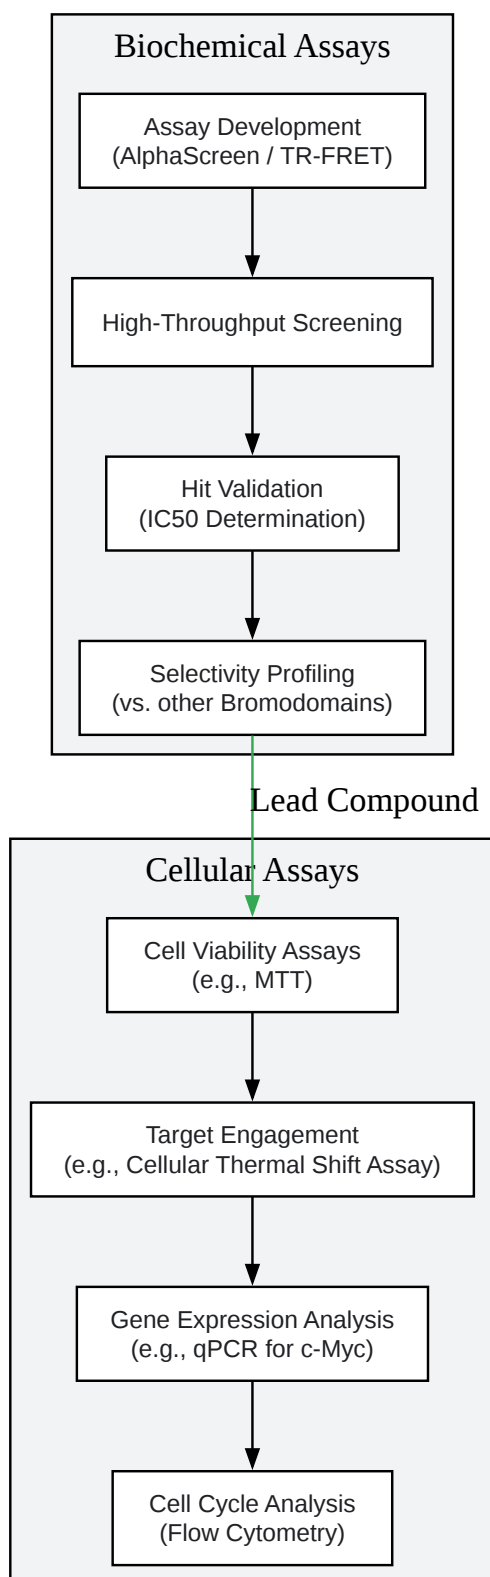 Biochemical Assays
Assay Development
(AlphaScreen / TR-FRET)
High-Throughput Screening
Hit Validation
(IC50 Determination)
Selectivity Profiling
(vs. other Bromodomains)
Lead Compound
Cellular Assays
Cell Viability Assays
(e.g., MTT)
Target Engagement
(e.g., Cellular Thermal Shift Assay)
Gene Expression Analysis
(e.g., qPCR for c-Myc)
Cell Cycle Analysis
(Flow Cytometry)